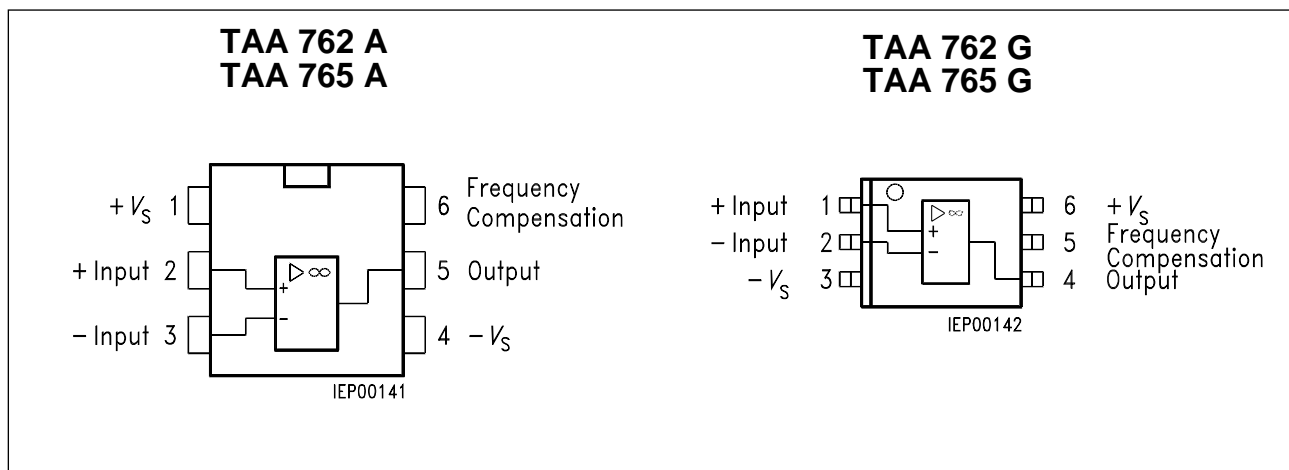 TAA 762 A
TAA 765 A
+ VS 1
+ Input 2
− Input 3
6 Frequency
Compensation
5 Output
4 − VS
▷ ∞
+
−
IEP00141
TAA 762 G
TAA 765 G
+ Input 1
− Input 2
− VS 3
6 + VS
5 Frequency
Compensation
4 Output
▷ ∞
+
−
IEP00142